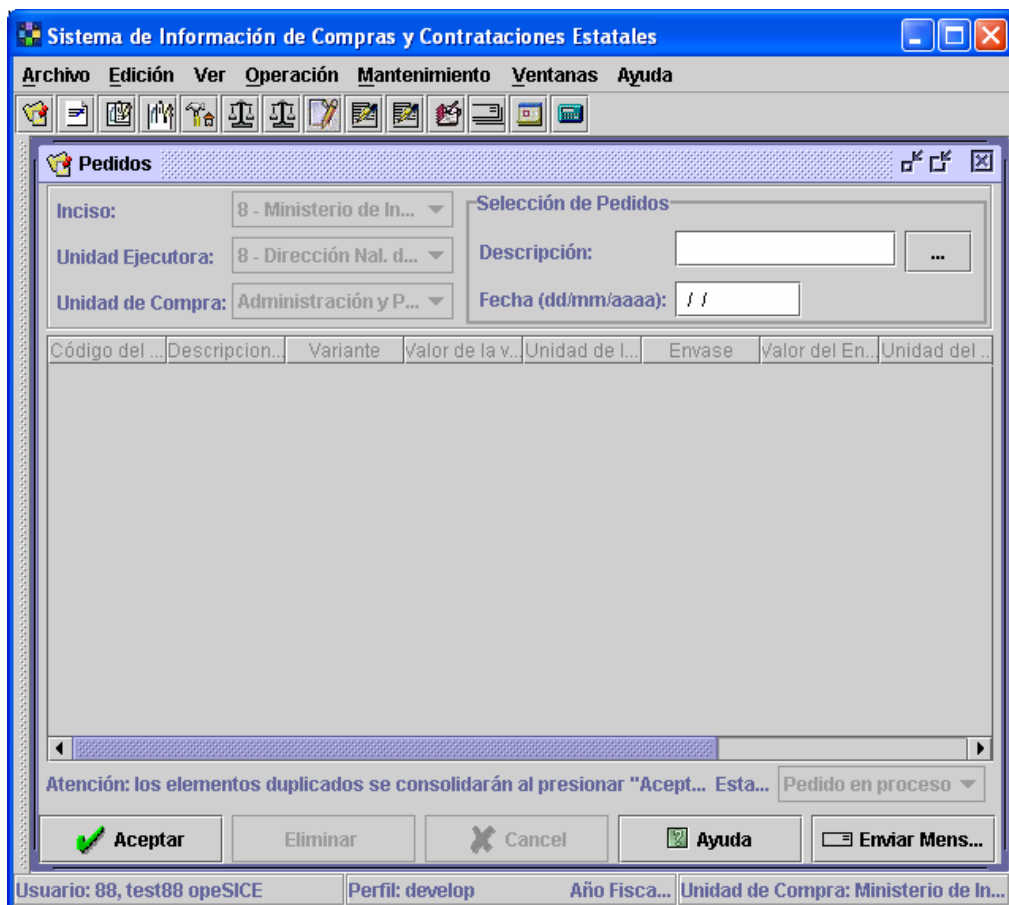 Sistema de Información de Compras y Contrataciones Estatales
Archivo Edición Ver Operación Mantenimiento Ventanas Ayuda
Pedidos
Inciso: 8 - Ministerio de In...
Unidad Ejecutora: 8 - Dirección Nal. d...
Unidad de Compra: Administración y P...
Selección de Pedidos
Descripción: ...
Fecha (dd/mm/aaaa): / /
Código del ... Descripcion... Variante Valor de la v... Unidad de l... Envase Valor del En... Unidad del ...
Atención: los elementos duplicados se consolidarán al presionar "Acept... Esta... Pedido en proceso
Aceptar Eliminar Cancel Ayuda Enviar Mens...
Usuario: 88, test88 opeSICE Perfil: develop Año Fisca... Unidad de Compra: Ministerio de In...